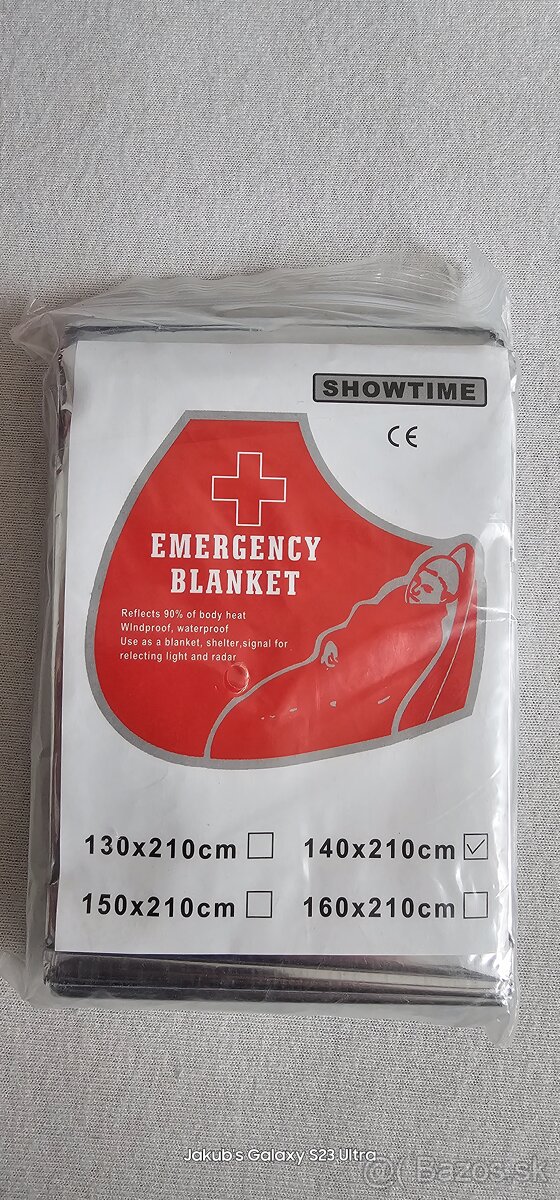 SHOWTIME
CE
EMERGENCY
BLANKET
Reflects 90% of body heat
WIndproof, waterproof
Use as a blanket, shelter,signal for
relecting light and radar
130x210cm
140x210cm
150x210cm
160x210cm
Jakub's Galaxy S23 Ultra
Bazos.sk